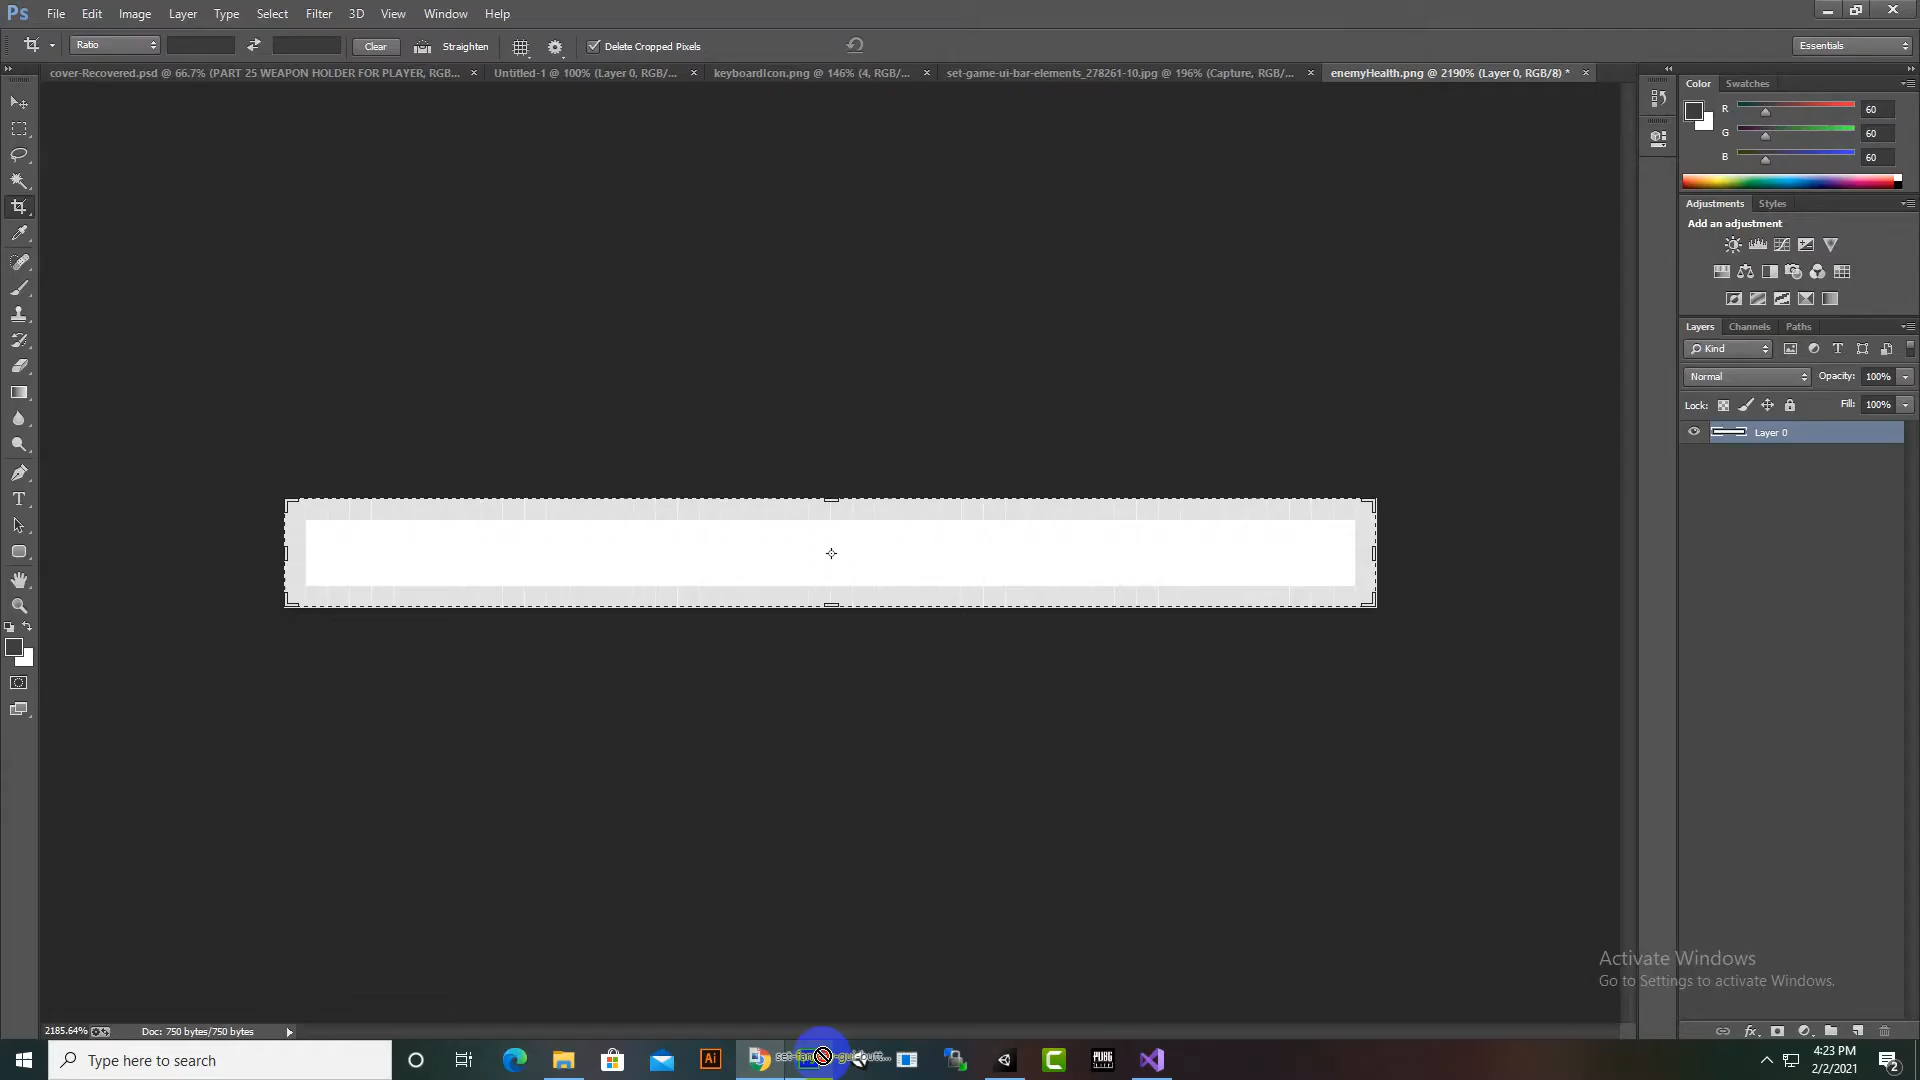 Ps File Edit Image Layer Type Select Filter 3D View Window Help
Ratio Clear Straighten Delete Cropped Pixels Essentials
cover-Recovered.psd @ 66.7% (PART 25 WEAPON HOLDER FOR PLAYER, RGB... × Untitled-1 @ 100% (Layer 0, RGB/... × keyboardIcon.png @ 146% (4, RGB/... × set-game-ui-bar-elements_278261-10.jpg @ 196% (Capture, RGB/... × enemyHealth.png @ 2190% (Layer 0, RGB/8) * ×
Color Swatches
R 60
G 60
B 60
Adjustments Styles
Add an adjustment
Layers Channels Paths
Kind
Normal Opacity: 100%
Lock: Fill: 100%
Layer 0
Activate Windows
Go to Settings to activate Windows.
2185.64% Doc: 750 bytes/750 bytes
Type here to search
Ai
PUBG
4:23 PM
2/2/2021
2